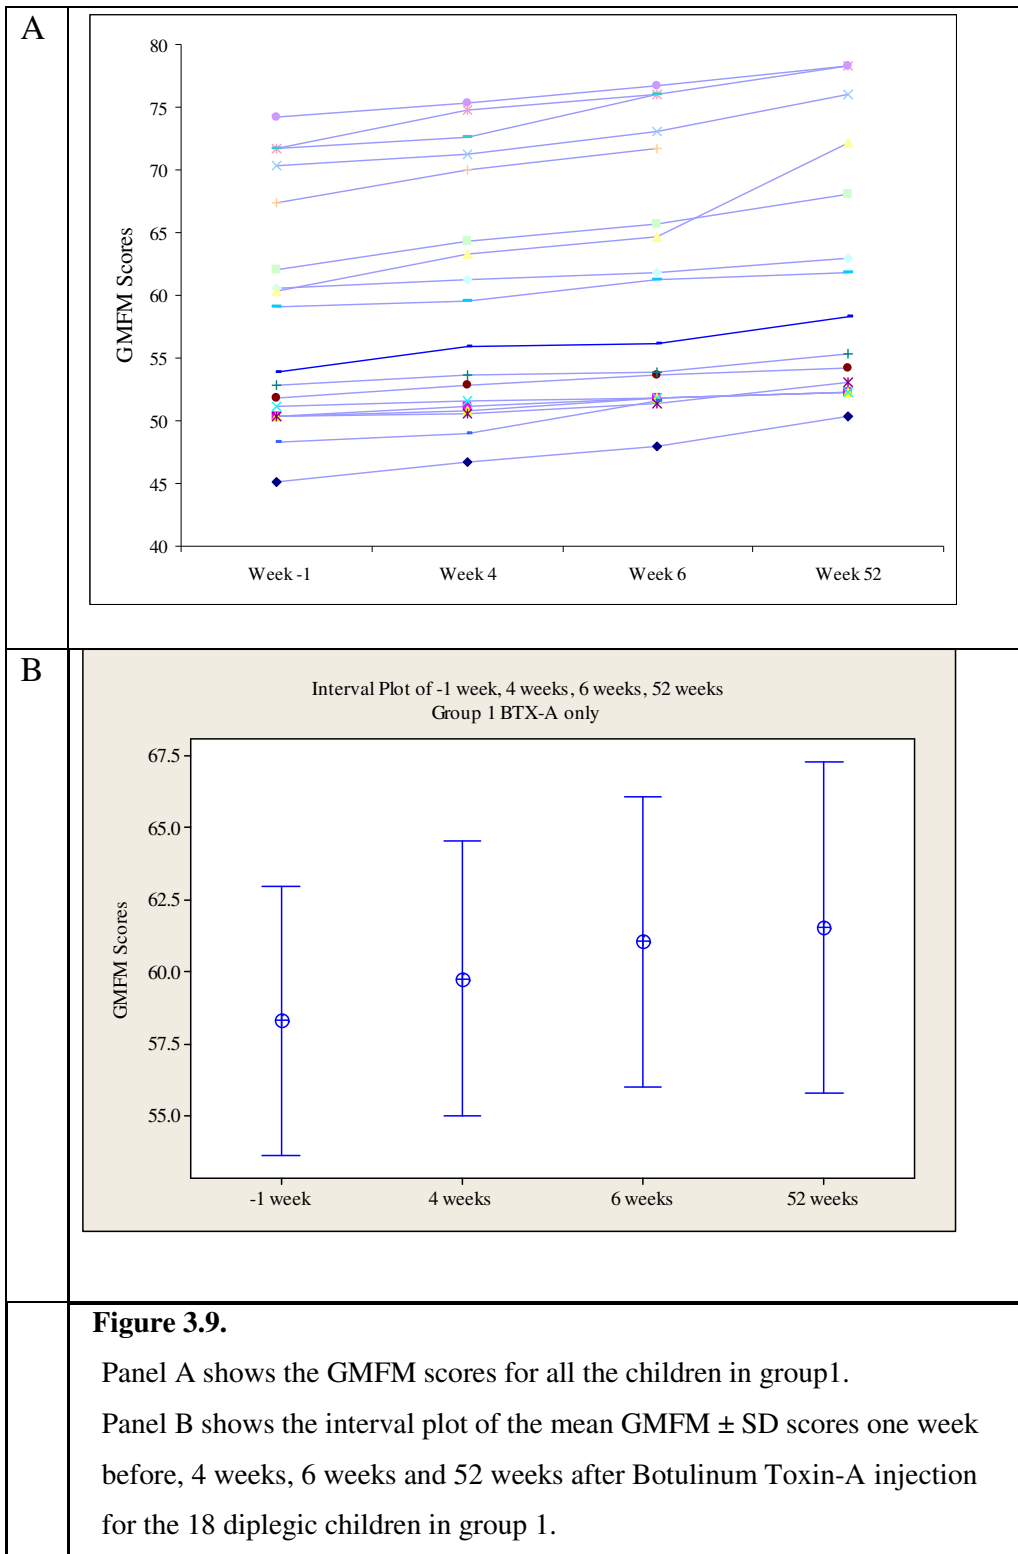 A
80
75
70
65
60
55
50
45
40
GMFM Scores
Week -1 Week 4 Week 6 Week 52
B
Interval Plot of -1 week, 4 weeks, 6 weeks, 52 weeks
Group 1 BTX-A only
67.5
65.0
62.5
60.0
57.5
55.0
GMFM Scores
-1 week 4 weeks 6 weeks 52 weeks
Figure 3.9.
Panel A shows the GMFM scores for all the children in group1.
Panel B shows the interval plot of the mean GMFM ± SD scores one week
before, 4 weeks, 6 weeks and 52 weeks after Botulinum Toxin-A injection
for the 18 diplegic children in group 1.